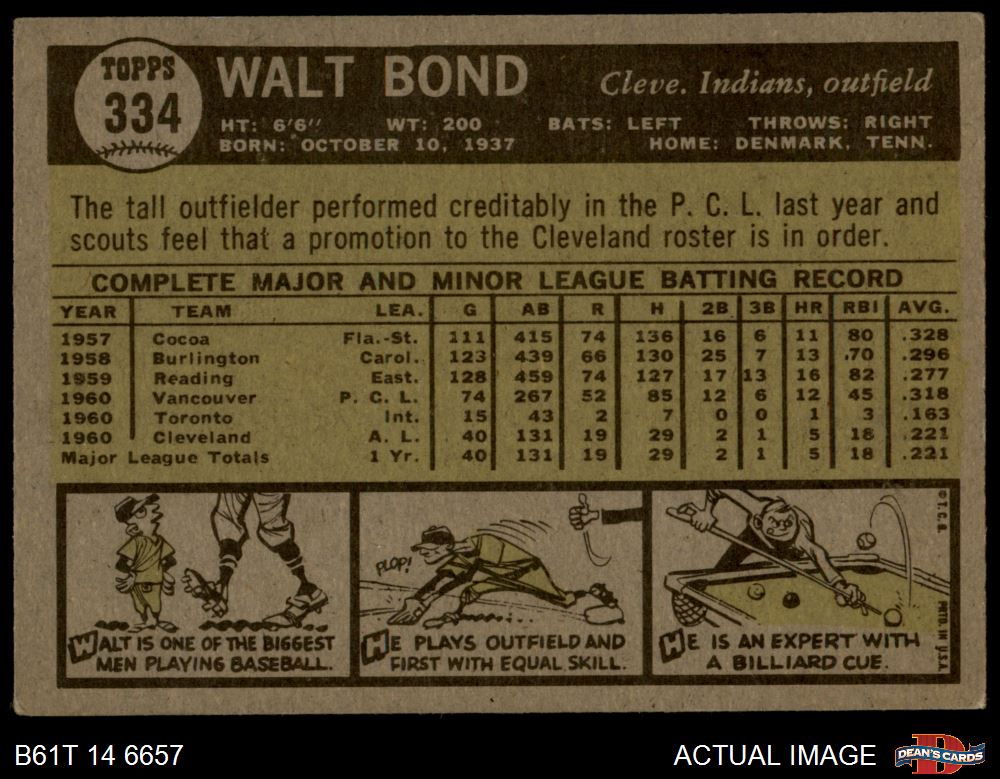 TOPPS
334
WALT BOND
Cleve. Indians, outfield
HT: 6'6" WT: 200 BATS: LEFT THROWS: RIGHT
BORN: OCTOBER 10, 1937 HOME: DENMARK, TENN.
The tall outfielder performed creditably in the P. C. L. last year and
scouts feel that a promotion to the Cleveland roster is in order.
COMPLETE MAJOR AND MINOR LEAGUE BATTING RECORD
YEAR TEAM LEA. G AB R H 2B 3B HR RBI AVG.
1957 Cocoa Fla.-St. 111 415 74 136 16 6 11 80 .328
1958 Burlington Carol. 123 439 66 130 25 7 13 .70 .296
1959 Reading East. 128 459 74 127 17 13 16 82 .277
1960 Vancouver P. C. L. 74 267 52 85 12 6 12 45 .318
1960 Toronto Int. 15 43 2 7 0 0 1 3 .163
1960 Cleveland A. L. 40 131 19 29 2 1 5 18 .221
Major League Totals 1 Yr. 40 131 19 29 2 1 5 18 .221
PLOP!
WALT IS ONE OF THE BIGGEST
MEN PLAYING BASEBALL.
HE PLAYS OUTFIELD AND
FIRST WITH EQUAL SKILL.
HE IS AN EXPERT WITH
A BILLIARD CUE.
© T.C.G. PRTD. IN U.S.A.
B61T 14 6657
ACTUAL IMAGE
DEAN'S CARDS